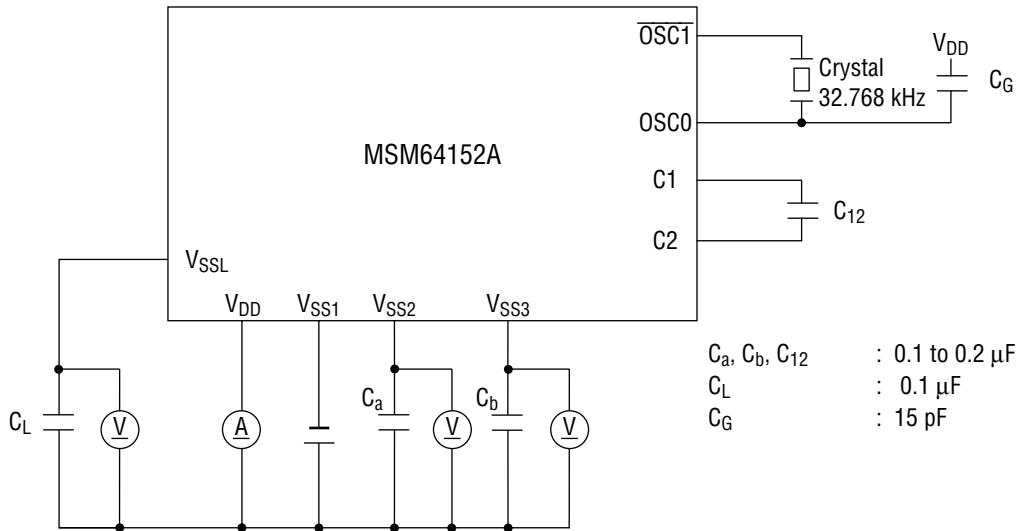 OSC1
VDD
Crystal
32.768 kHz
CG
OSC0
MSM64152A
C1
C12
C2
VSSL
VDD
VSS1
VSS2
VSS3
Ca, Cb, C12 : 0.1 to 0.2 μF
CL : 0.1 μF
CG : 15 pF
Ca
Cb
CL
V
A
V
V